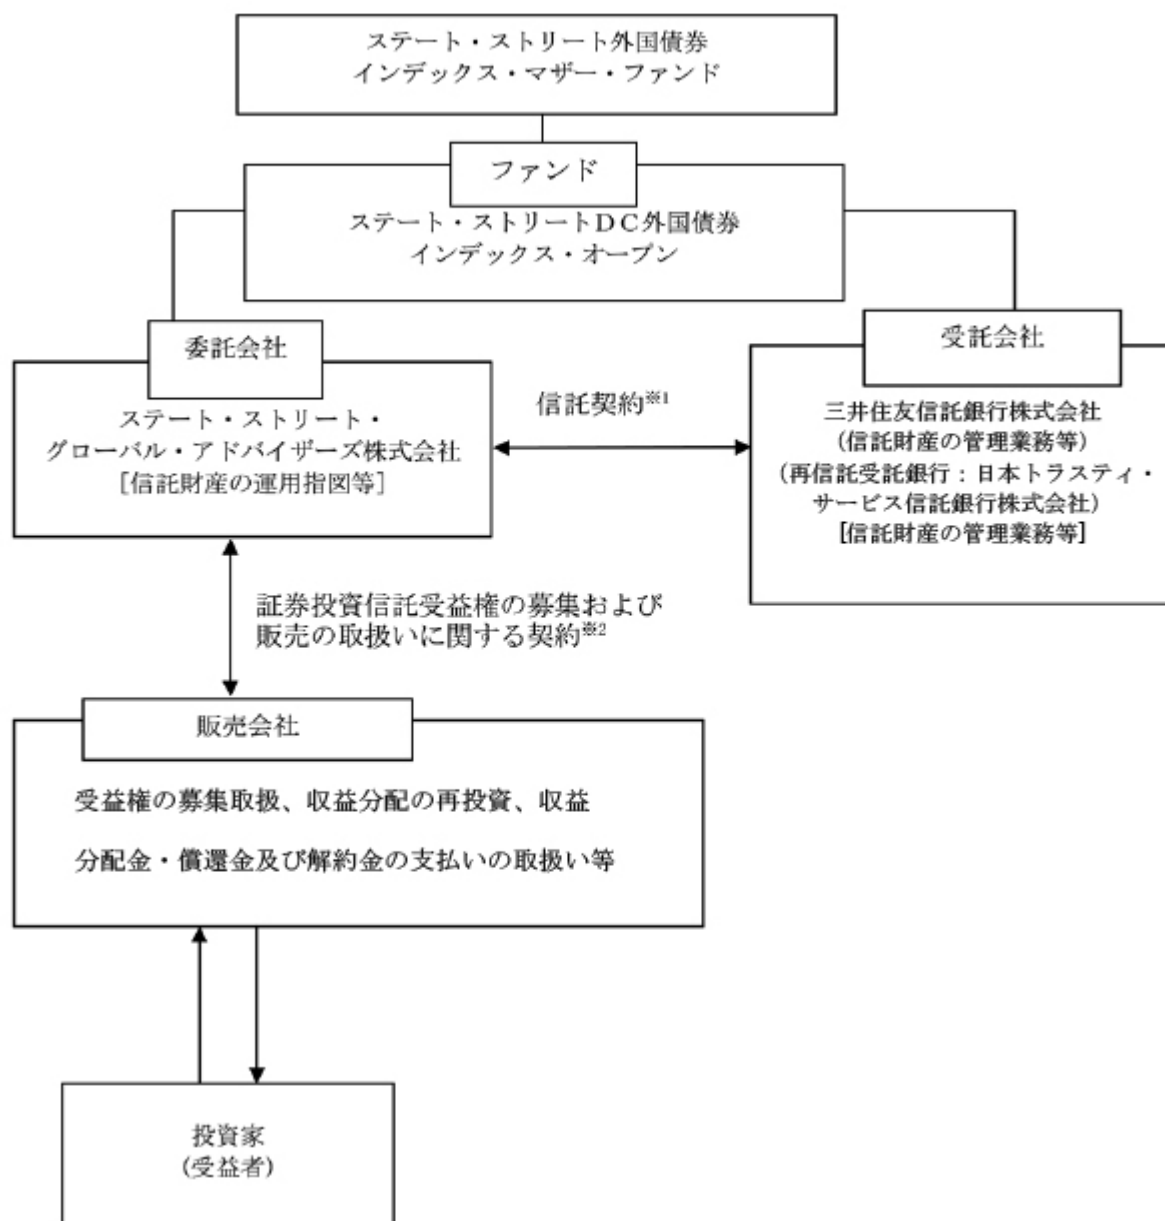 ステート・ストリート外国債券
インデックス・マザー・ファンド
ファンド
ステート・ストリートDC外国債券
インデックス・オープン
委託会社
ステート・ストリート・
グローバル・アドバイザーズ株式会社
[信託財産の運用指図等]
信託契約※1
受託会社
三井住友信託銀行株式会社
(信託財産の管理業務等)
(再信託受託銀行：日本トラスティ・
サービス信託銀行株式会社)
[信託財産の管理業務等]
証券投資信託受益権の募集および
販売の取扱いに関する契約※2
販売会社
受益権の募集取扱、収益分配の再投資、収益
分配金・償還金及び解約金の支払いの取扱い等
投資家
(受益者)